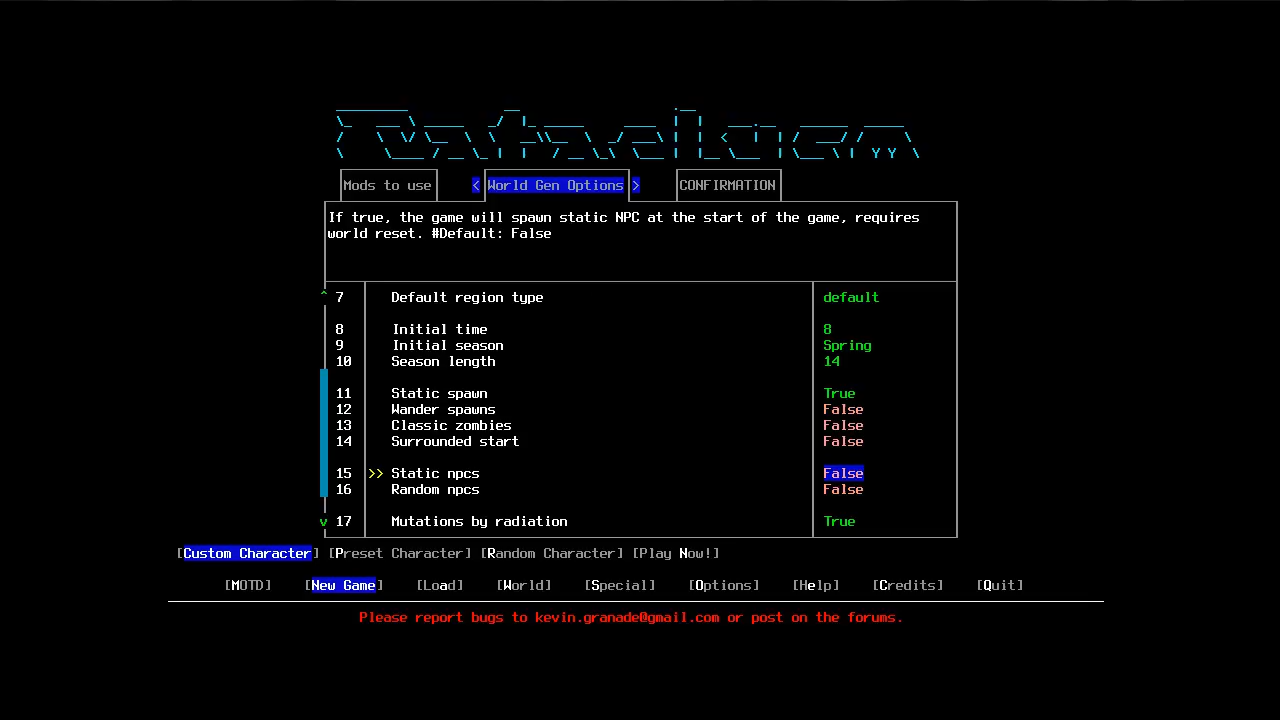 Cataclysm
Mods to use < World Gen Options > CONFIRMATION
If true, the game will spawn static NPC at the start of the game, requires
world reset. #Default: False
^ 7 Default region type default
8 Initial time 8
9 Initial season Spring
10 Season length 14
11 Static spawn True
12 Wander spawns False
13 Classic zombies False
14 Surrounded start False
15 >> Static npcs False
16 Random npcs False
v 17 Mutations by radiation True
[Custom Character] [Preset Character] [Random Character] [Play Now!]
[MOTD] [New Game] [Load] [World] [Special] [Options] [Help] [Credits] [Quit]
Please report bugs to kevin.granade@gmail.com or post on the forums.